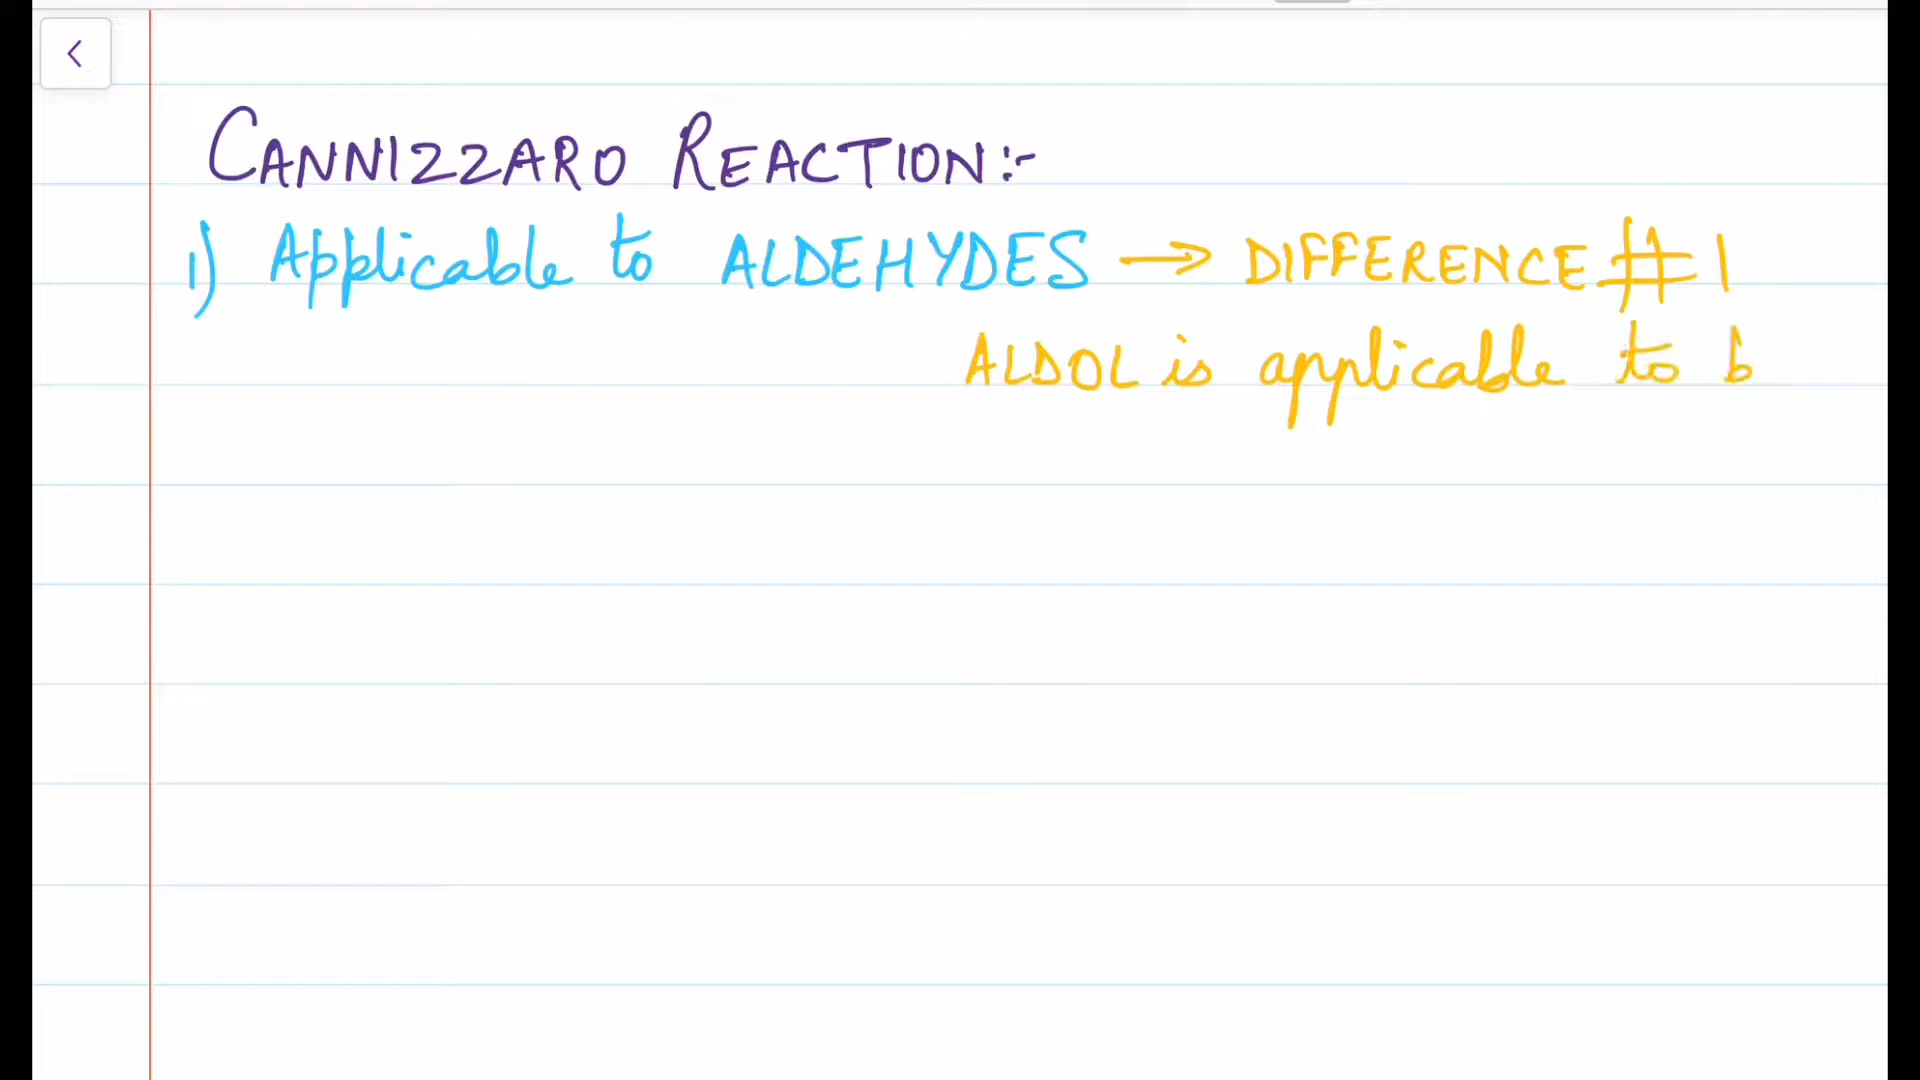 CANNIZZARO REACTION:-
1) Applicable to ALDEHYDES → DIFFERENCE # 1
ALDOL is applicable to b